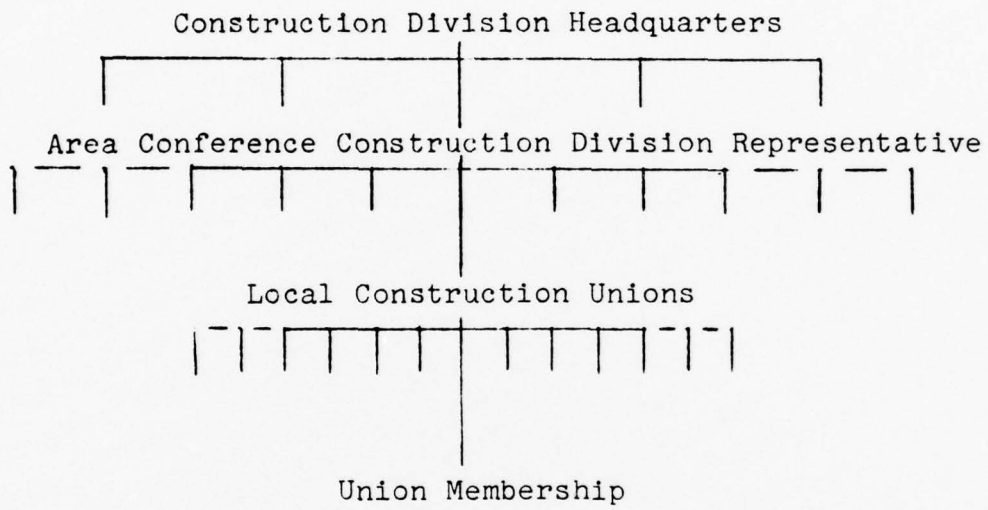 Construction Division Headquarters
Area Conference Construction Division Representative
Local Construction Unions
Union Membership